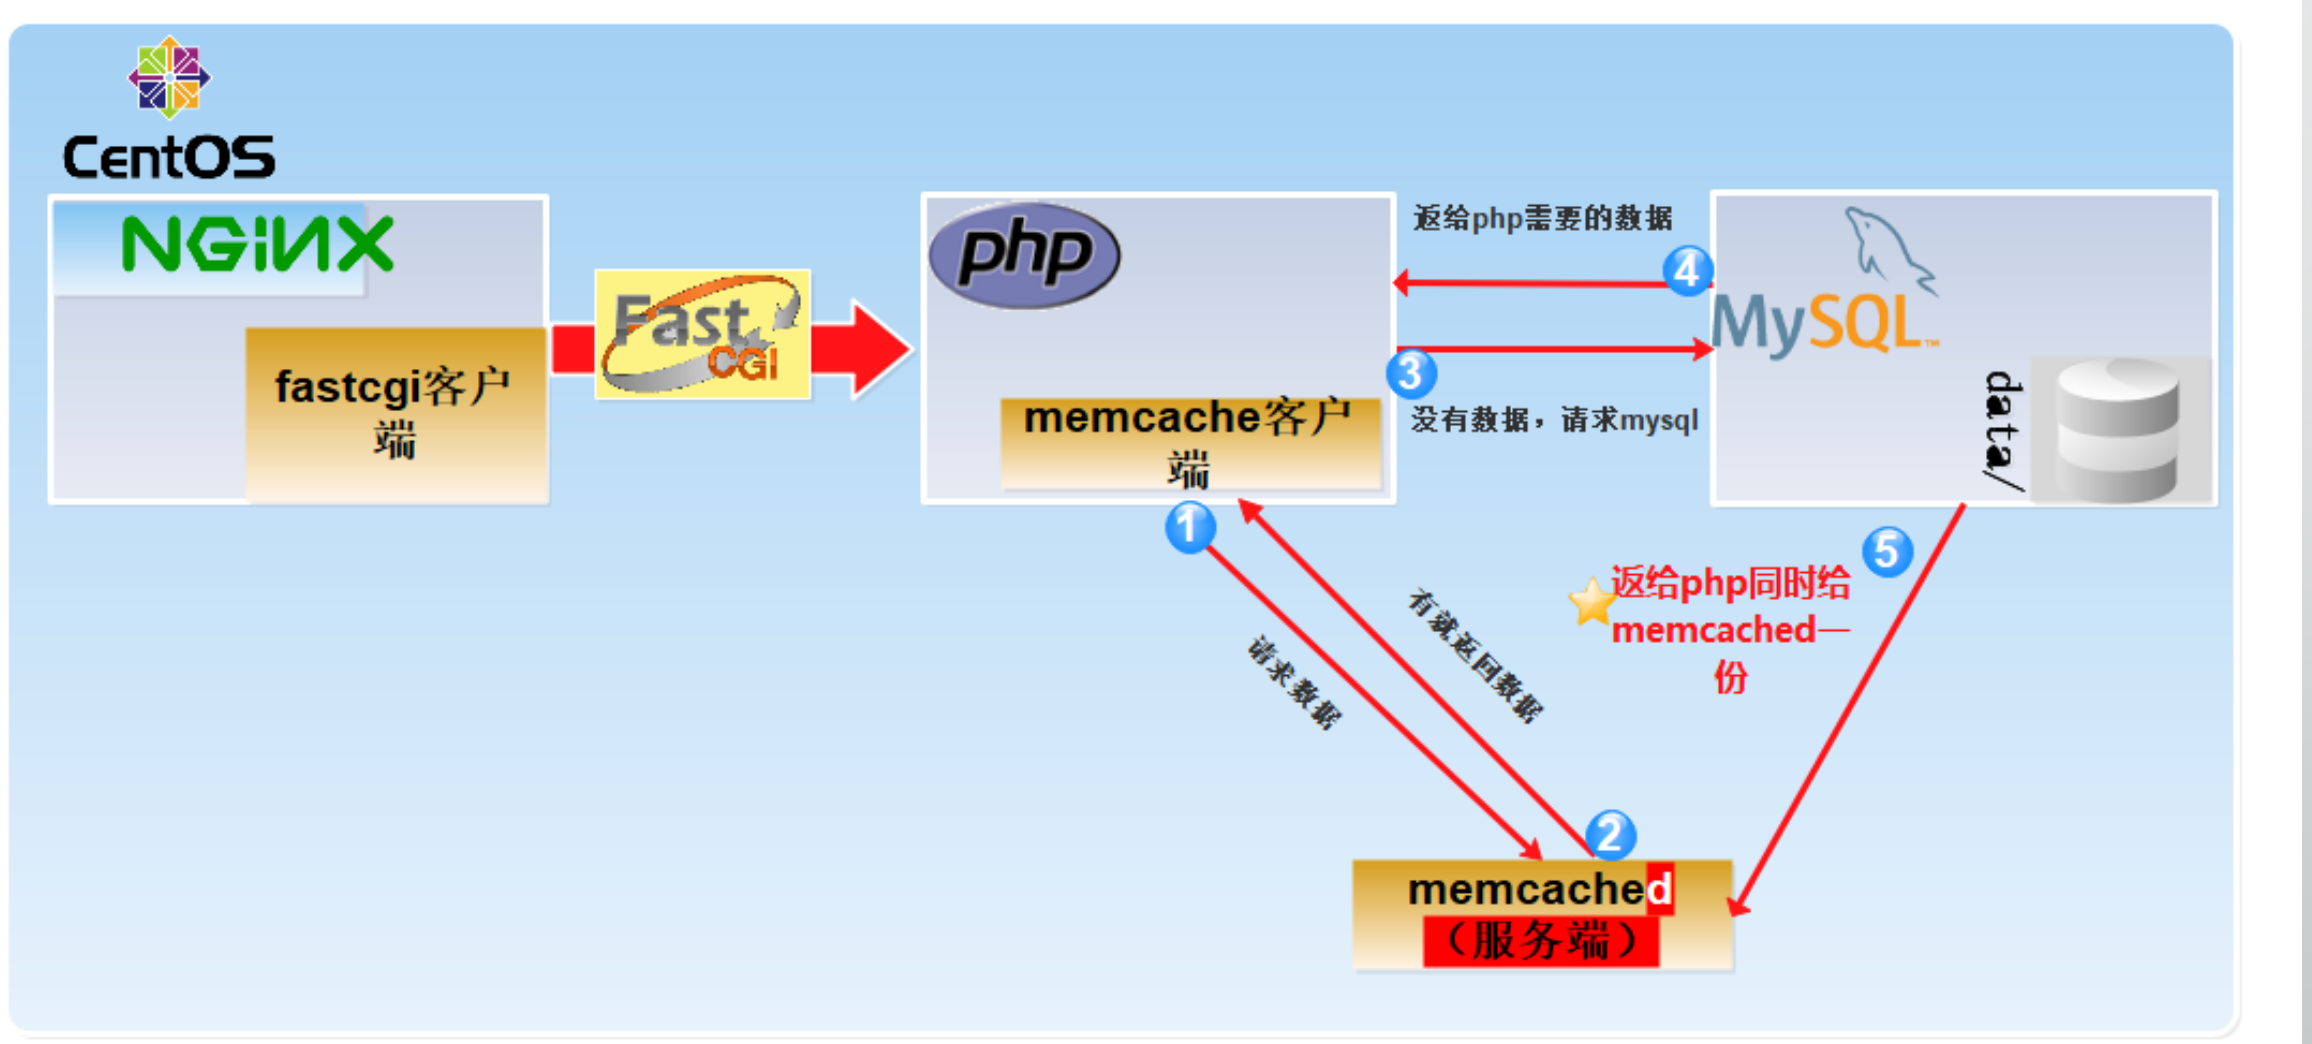 CentOS
NGiNX
fastcgi客户
端
Fast
CGI
php
memcache客户
端
返给php需要的数据
4
3
没有数据，请求mysql
MySQL™
data/
1
请求数据
有就返回数据
2
5
返给php同时给
memcached一
份
memcached
（服务端）